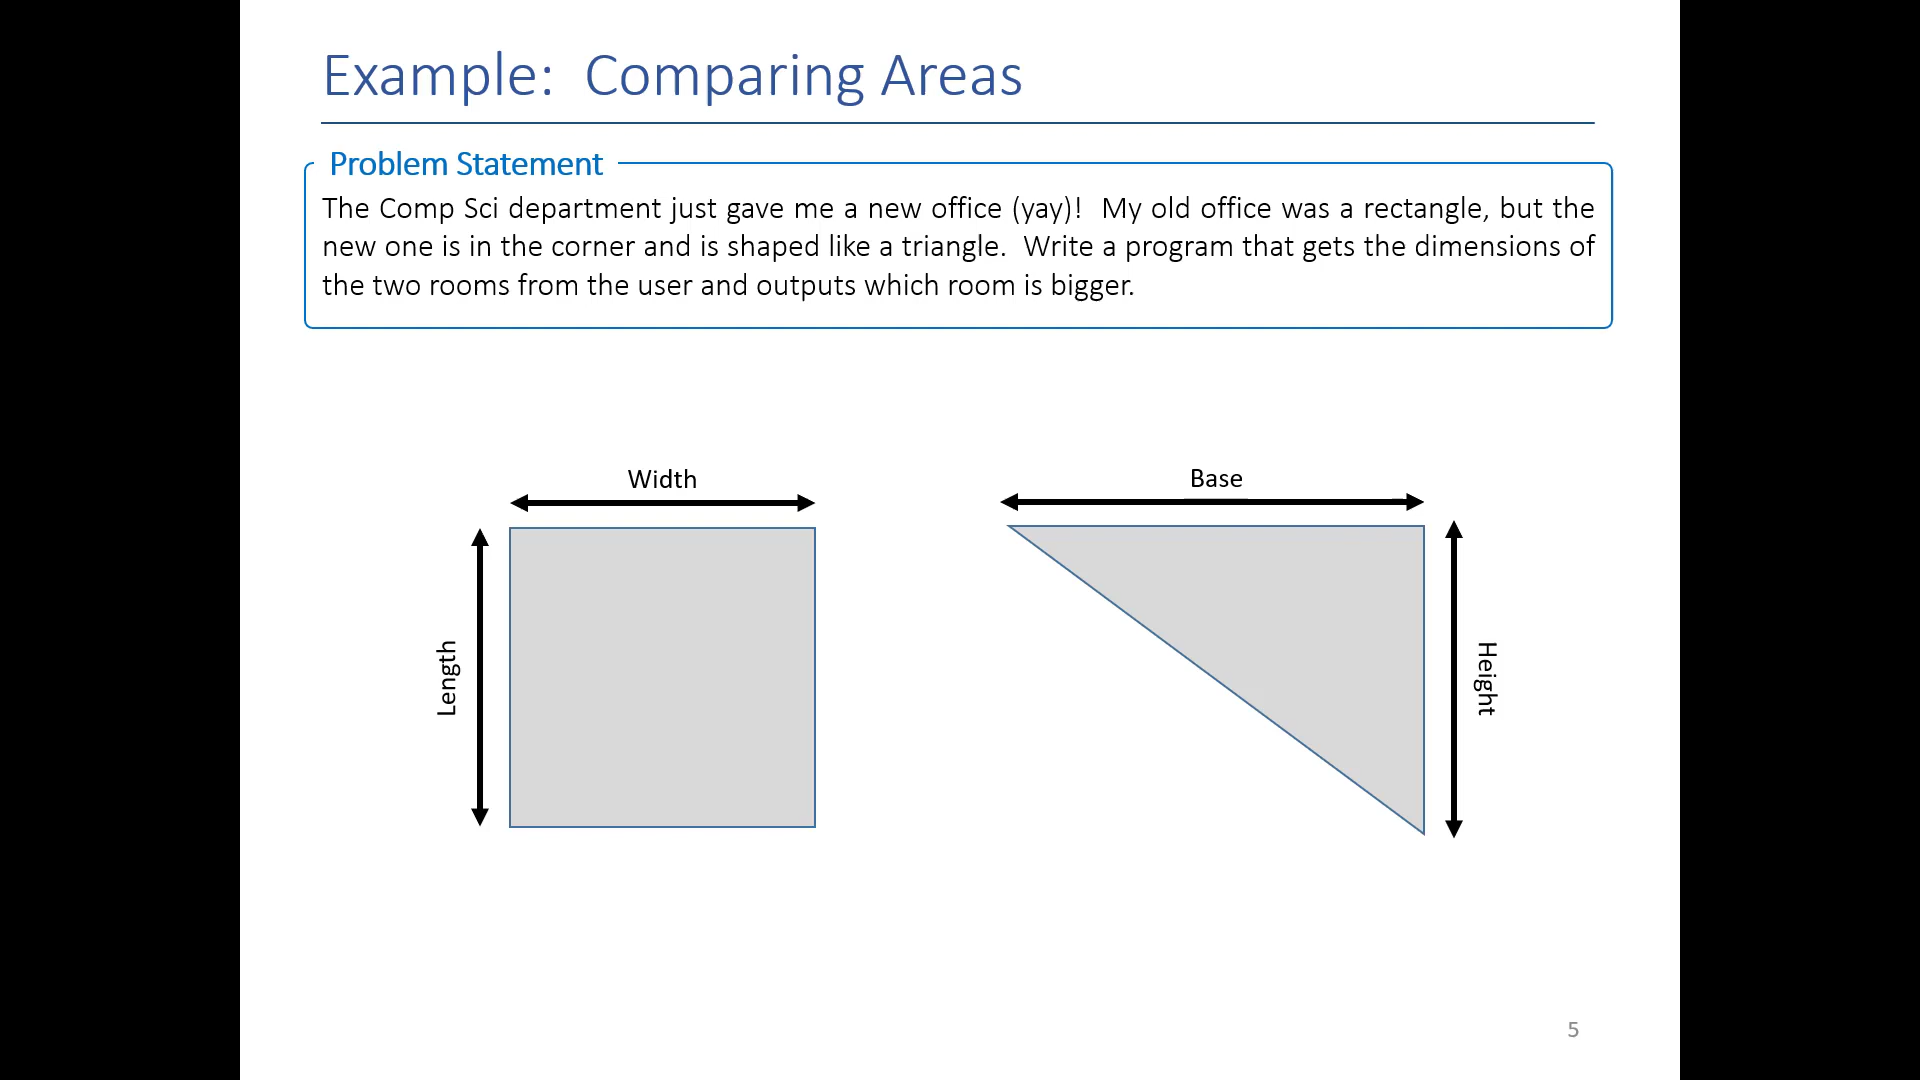 Example: Comparing Areas
Problem Statement
The Comp Sci department just gave me a new office (yay)! My old office was a rectangle, but the
new one is in the corner and is shaped like a triangle. Write a program that gets the dimensions of
the two rooms from the user and outputs which room is bigger.
Width
Length
Base
Height
5